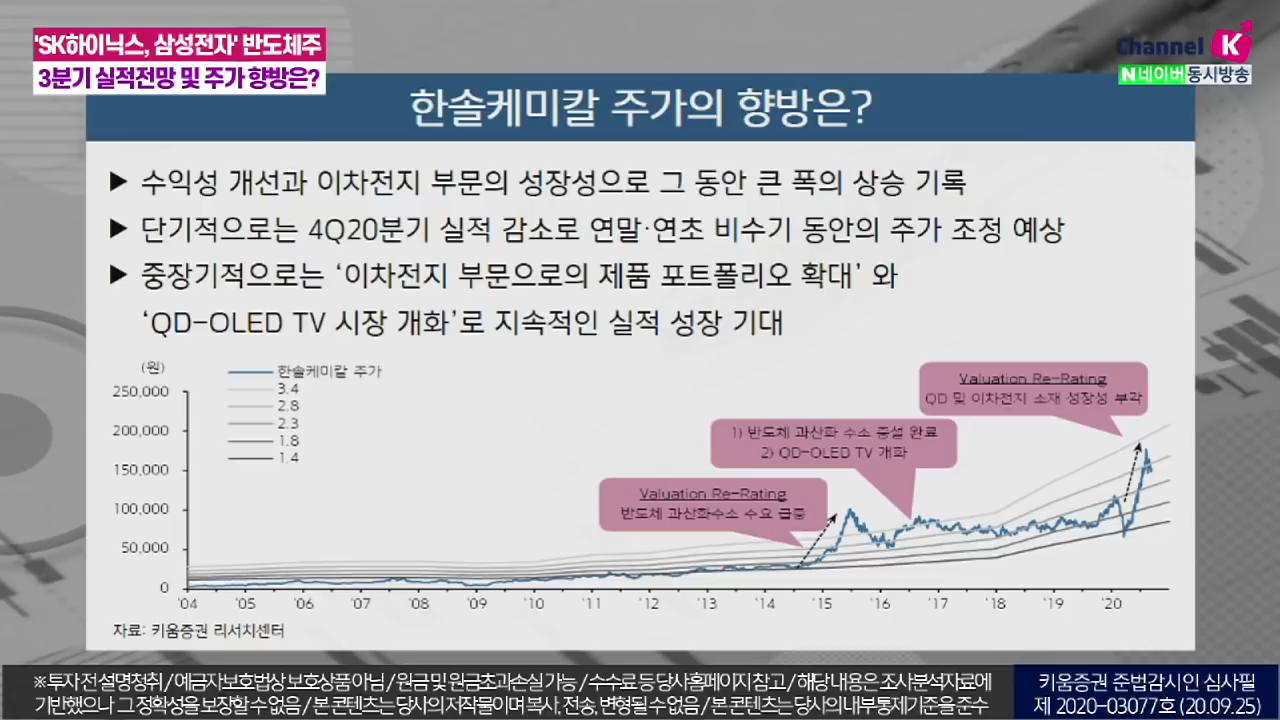 'SK하이닉스, 삼성전자' 반도체주
3분기 실적전망 및 주가 향방은?
Channel K
N 네이버 동시방송
한솔케미칼 주가의 향방은?
▶ 수익성 개선과 이차전지 부문의 성장성으로 그 동안 큰 폭의 상승 기록
▶ 단기적으로는 4Q20분기 실적 감소로 연말·연초 비수기 동안의 주가 조정 예상
▶ 중장기적으로는 ‘이차전지 부문으로의 제품 포트폴리오 확대’ 와
‘QD-OLED TV 시장 개화’로 지속적인 실적 성장 기대
(원)
250,000
200,000
150,000
100,000
50,000
0
한솔케미칼 주가
3.4
2.8
2.3
1.8
1.4
Valuation Re-Rating
반도체 과산화수소 수요 급증
1) 반도체 과산화 수소 증설 완료
2) QD-OLED TV 개화
Valuation Re-Rating
QD 및 이차전지 소재 성장성 부각
'04 '05 '06 '07 '08 '09 '10 '11 '12 '13 '14 '15 '16 '17 '18 '19 '20
자료: 키움증권 리서치센터
※투자 전 설명청취 / 예금자보호법상 보호상품 아님 / 원금 및 원금초과손실 가능 / 수수료 등 당사홈페이지 참고 / 해당 내용은 조사분석자료에
기반했으나 그 정확성을 보장할 수 없음 / 본 콘텐츠는 당사의 저작물이며 복사, 전송, 변형될 수 없음 / 본 콘텐츠는 당사의 내부통제기준을 준수
키움증권 준법감시인 심사필
제 2020-03077호 (20.09.25)